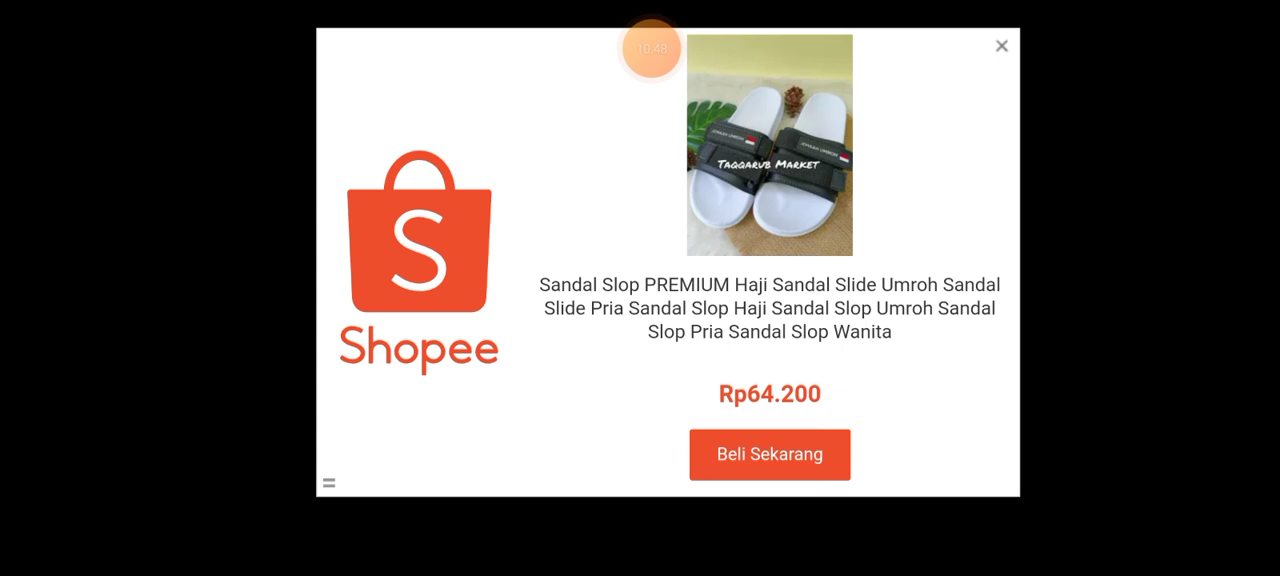 10.48
TAQQARUB MARKET
S
Shopee
Sandal Slop PREMIUM Haji Sandal Slide Umroh Sandal
Slide Pria Sandal Slop Haji Sandal Slop Umroh Sandal
Slop Pria Sandal Slop Wanita
Rp64.200
Beli Sekarang